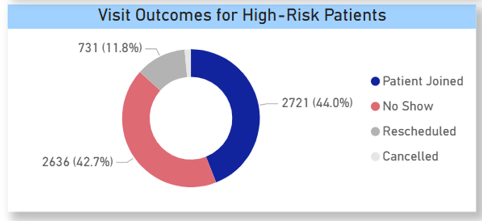 Visit Outcomes for High-Risk Patients
731 (11.8%)
Patient Joined
2721 (44.0%)
No Show
Rescheduled
Cancelled
2636 (42.7%)